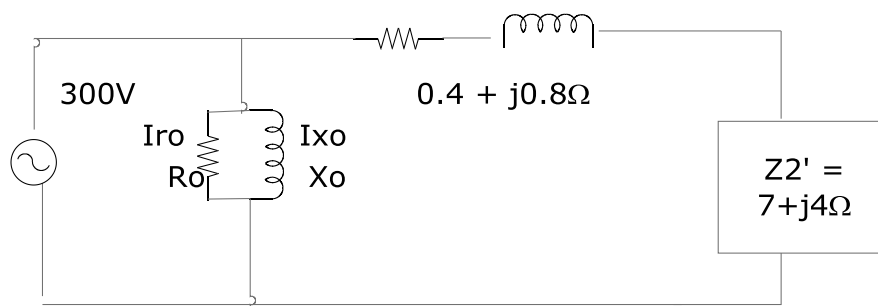 300V
0.4 + j0.8Ω
Iro
Ixo
Ro
Xo
Z2' =
7+j4Ω